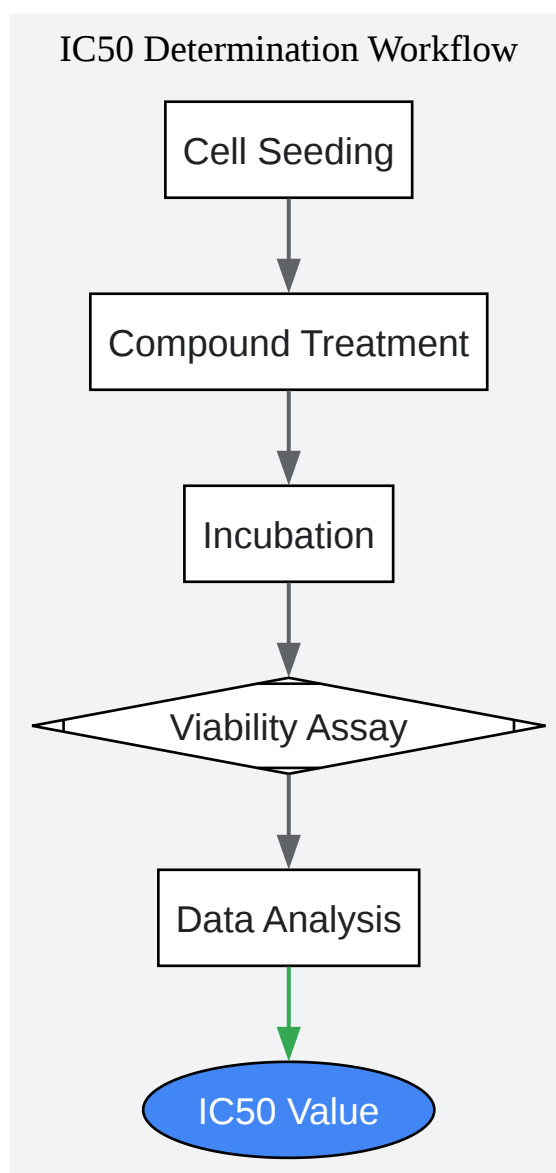 IC50 Determination Workflow
Cell Seeding
Compound Treatment
Incubation
Viability Assay
Data Analysis
IC50 Value